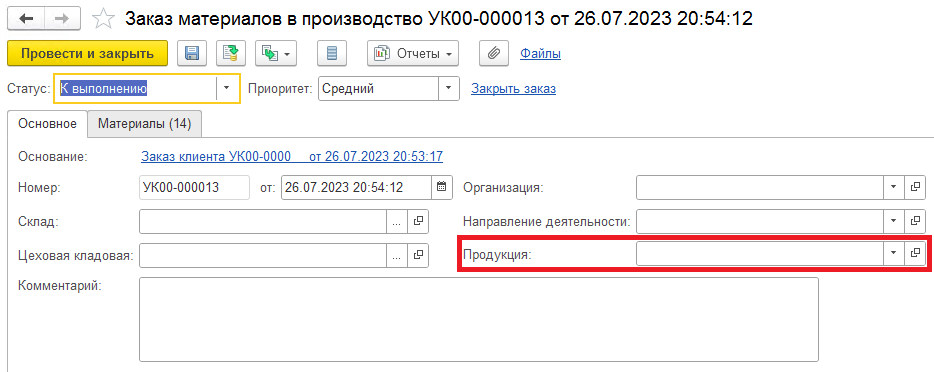 Заказ материалов в производство УК00-000013 от 26.07.2023 20:54:12
Провести и закрыть Отчеты Файлы
Статус: К выполнению Приоритет: Средний Закрыть заказ
Основное Материалы (14)
Основание: Заказ клиента УК00-0000 от 26.07.2023 20:53:17
Номер: УК00-000013 от: 26.07.2023 20:54:12 Организация:
Склад: ... Направление деятельности:
Цеховая кладовая: ... Продукция:
Комментарий: